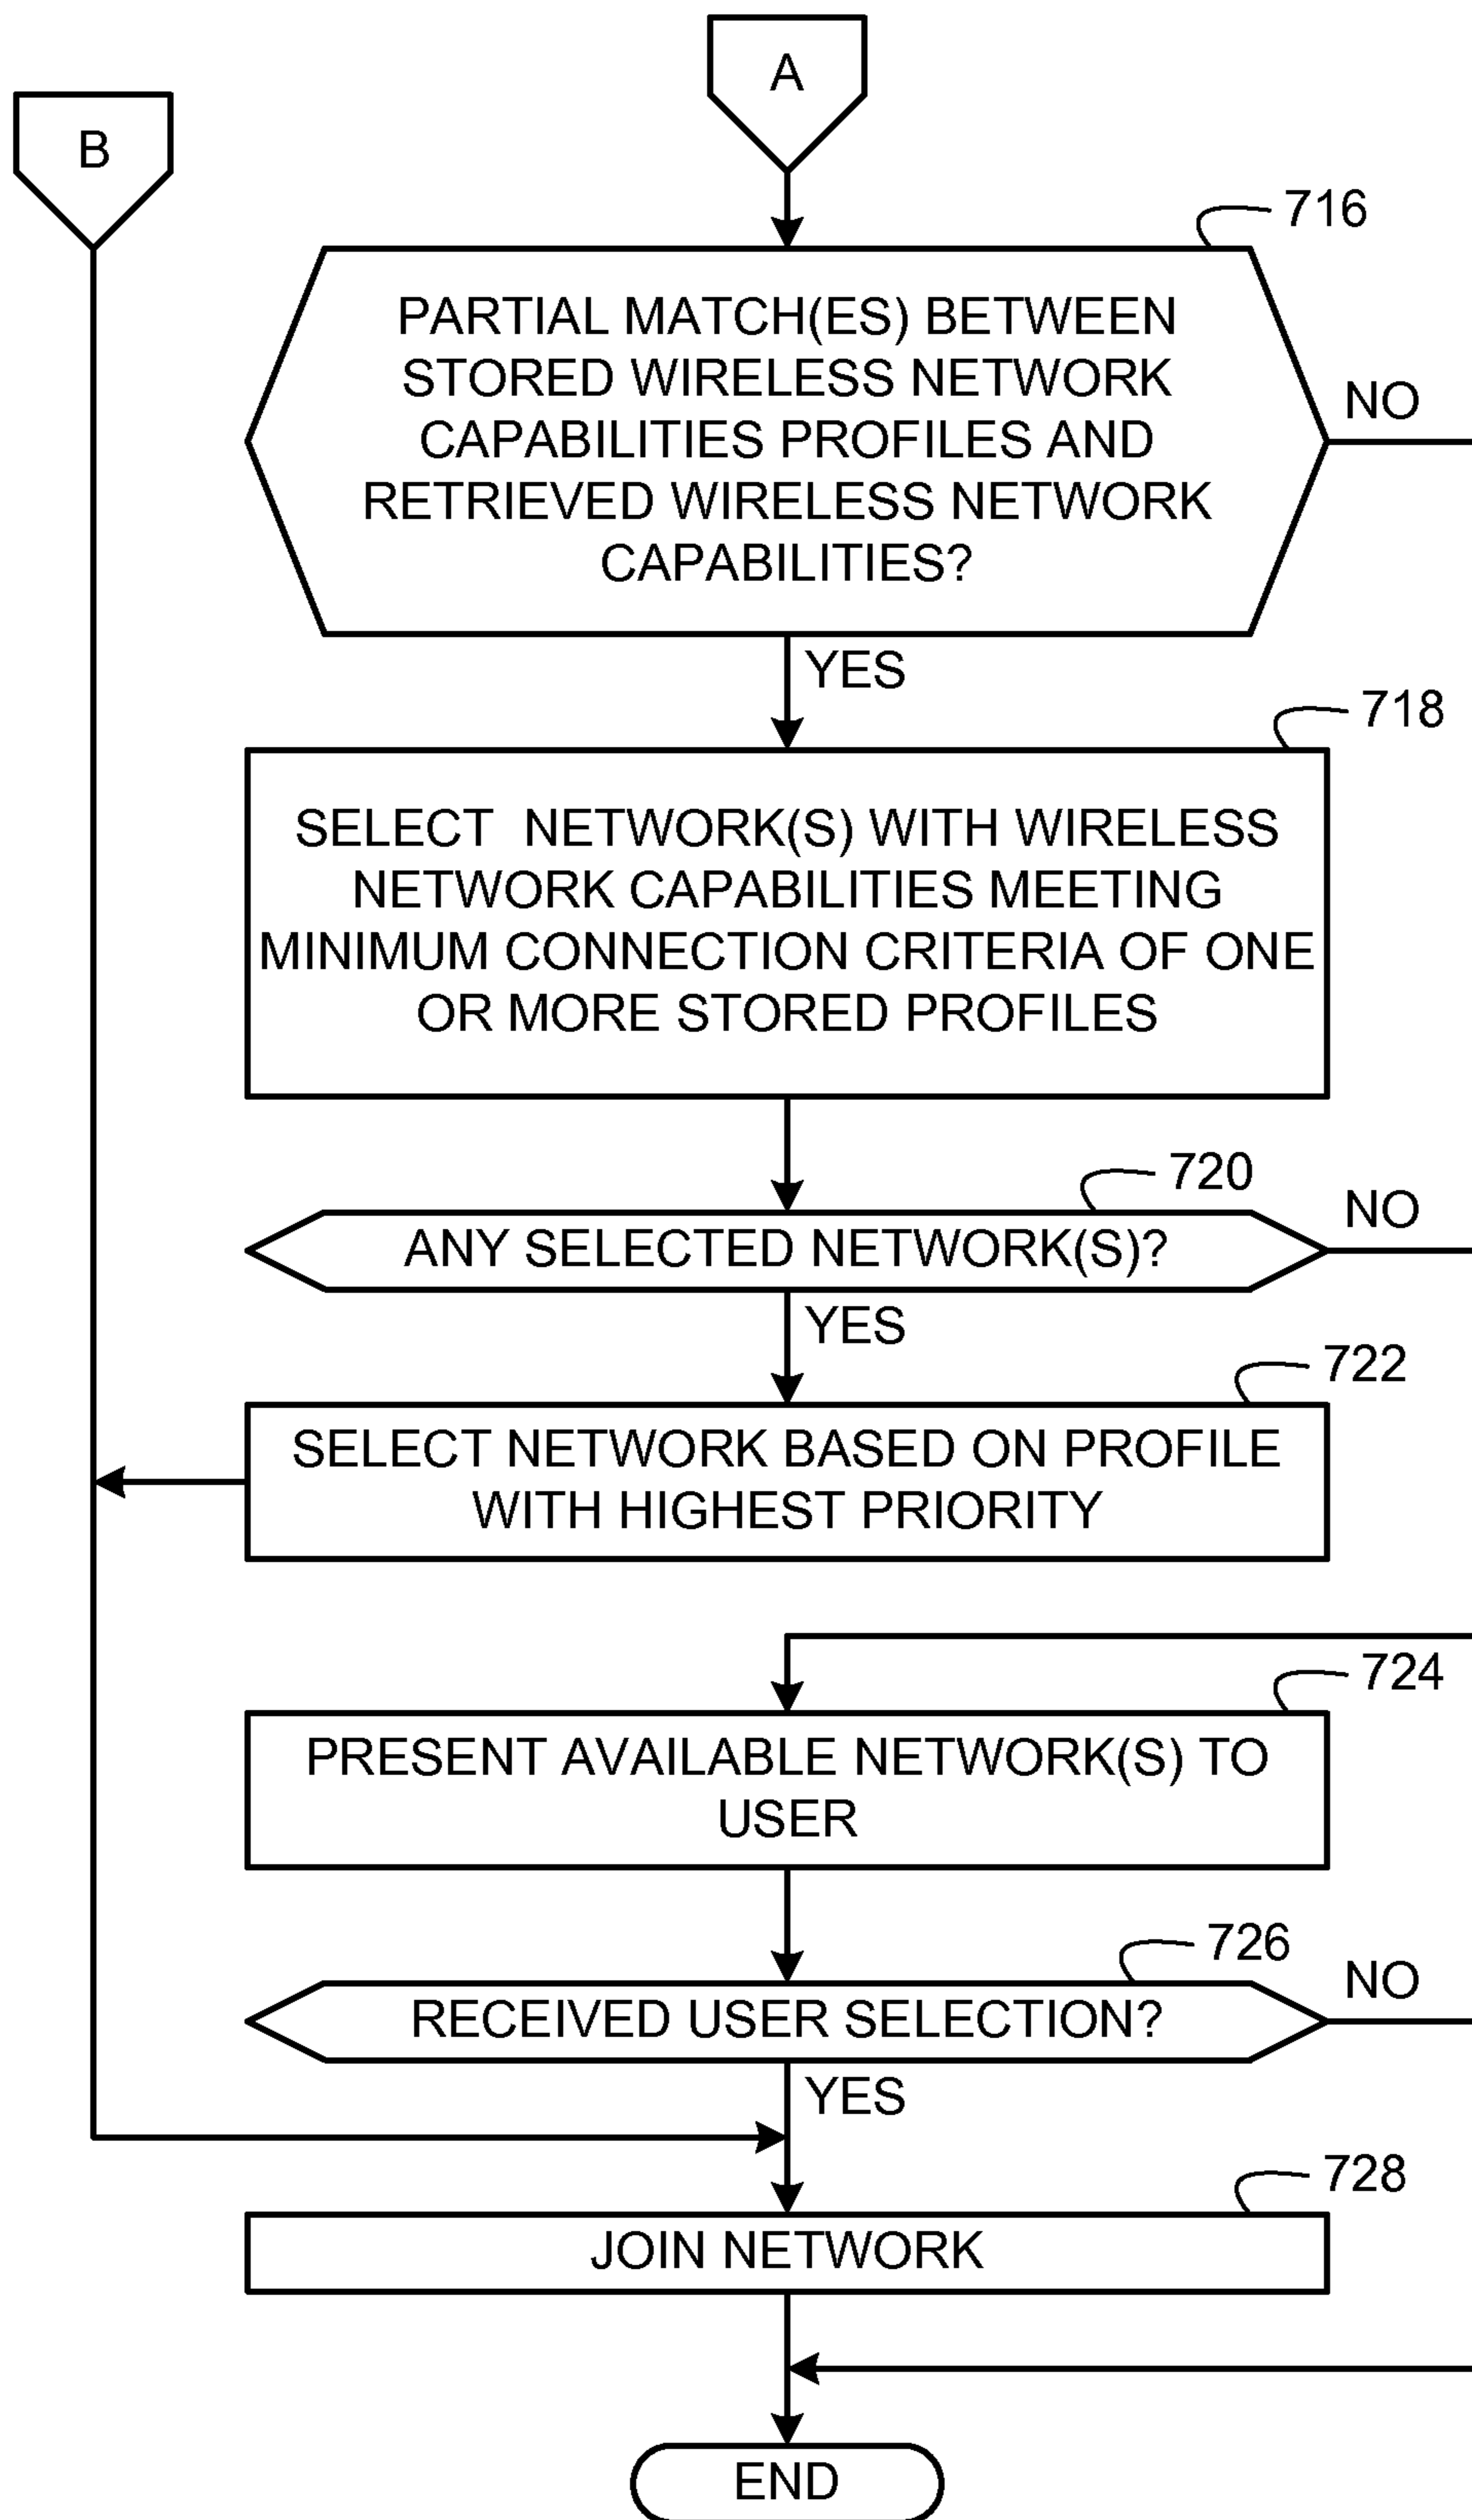 A
B
716
PARTIAL MATCH(ES) BETWEEN
STORED WIRELESS NETWORK
CAPABILITIES PROFILES AND
RETRIEVED WIRELESS NETWORK
CAPABILITIES?
NO
YES
718
SELECT NETWORK(S) WITH WIRELESS
NETWORK CAPABILITIES MEETING
MINIMUM CONNECTION CRITERIA OF ONE
OR MORE STORED PROFILES
720
ANY SELECTED NETWORK(S)?
NO
YES
722
SELECT NETWORK BASED ON PROFILE
WITH HIGHEST PRIORITY
724
PRESENT AVAILABLE NETWORK(S) TO
USER
726
RECEIVED USER SELECTION?
NO
YES
728
JOIN NETWORK
END